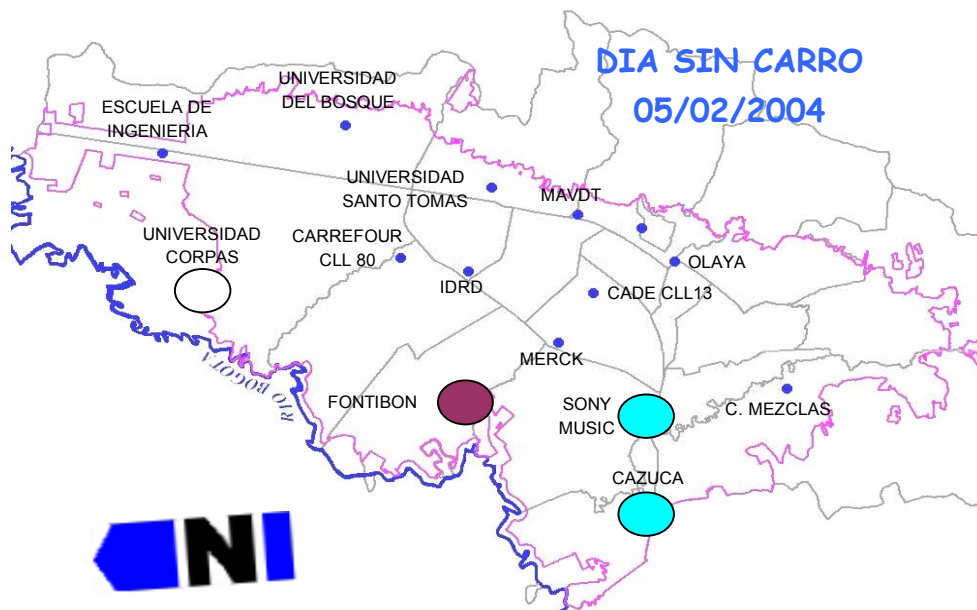 DIA SIN CARRO
05/02/2004
UNIVERSIDAD
DEL BOSQUE
ESCUELA DE
INGENIERIA
UNIVERSIDAD
SANTO TOMAS
MAVDT
UNIVERSIDAD
CORPAS
CARREFOUR
CLL 80
IDRD
OLAYA
CADE CLL13
MERCK
RIO BOGOTA
FONTIBON
SONY
MUSIC
C. MEZCLAS
CAZUCA
N